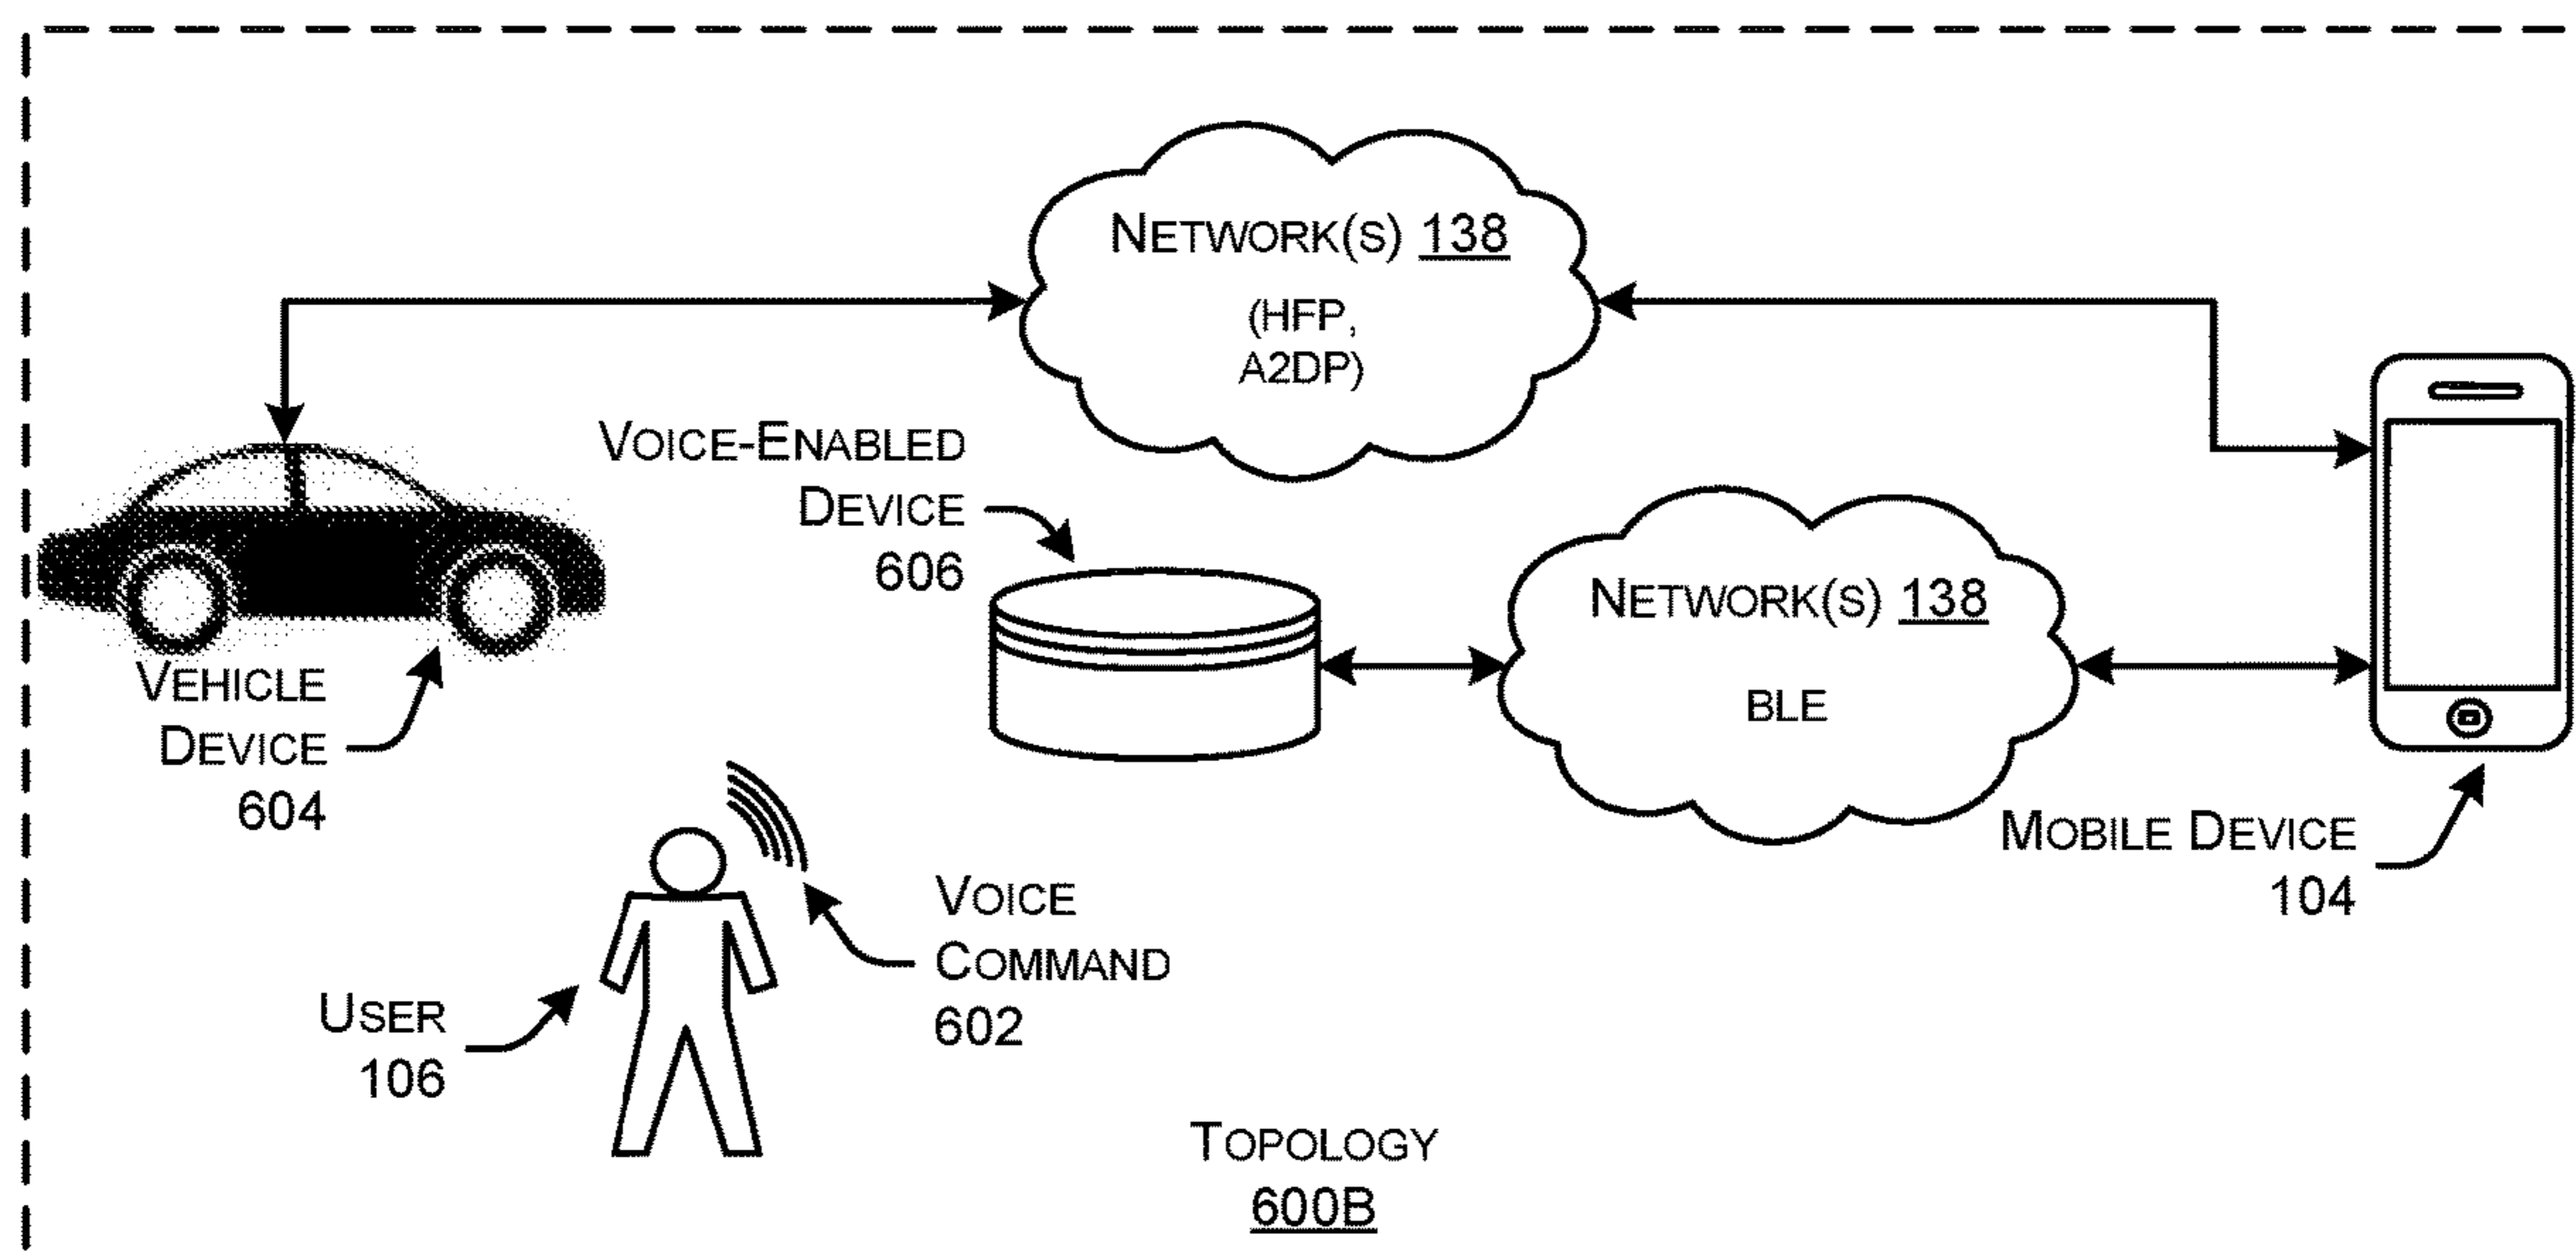 NETWORK(S) 138
(HFP,
A2DP)
VOICE-ENABLED
DEVICE
606
NETWORK(S) 138
BLE
VEHICLE
DEVICE
604
MOBILE DEVICE
104
VOICE
COMMAND
602
USER
106
TOPOLOGY
600B